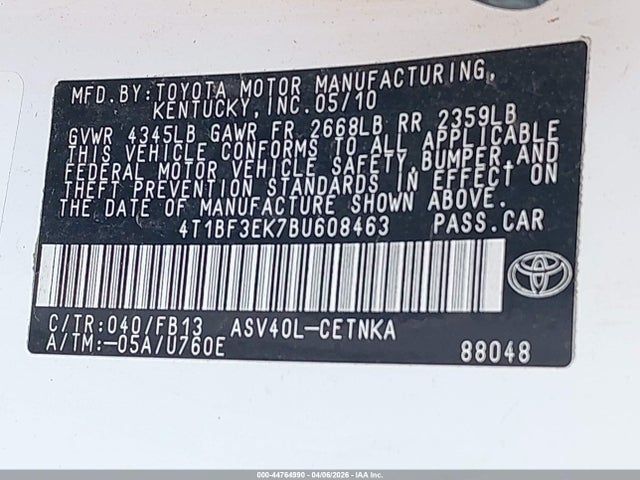 MFD.BY:TOYOTA MOTOR MANUFACTURING,
KENTUCKY, INC.05/10
GVWR 4345LB GAWR FR 2668LB RR 2359LB
THIS VEHICLE CONFORMS TO ALL APPLICABLE
FEDERAL MOTOR VEHICLE SAFETY,BUMPER,AND
THEFT PREVENTION STANDARDS IN EFFECT ON
THE DATE OF MANUFACTURE SHOWN ABOVE.
4T1BF3EK7BU608463 PASS.CAR
C/TR:040/FB13 ASV40L-CETNKA
A/TM:-05A/U760E 88048
000-44764990 - 04/06/2026 - IAA Inc.